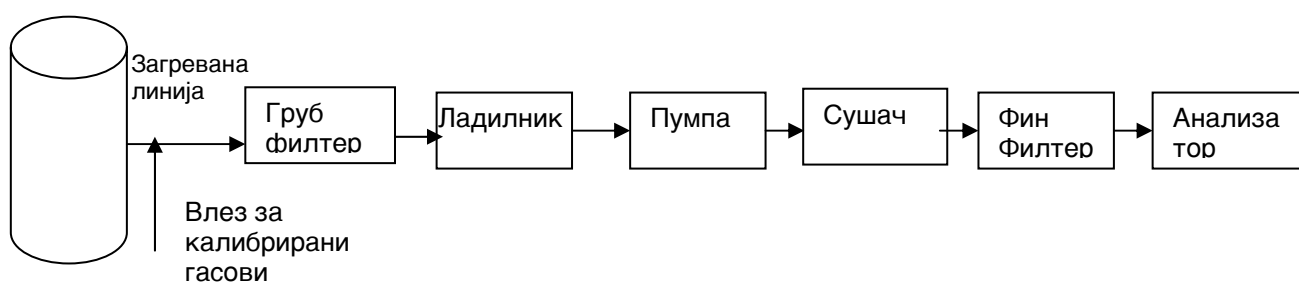 Загревана
линија
Груб
филтер
Ладилник
Пумпа
Сушач
Фин
Филтер
Анализа
тор
Влез за
калибрирани
гасови